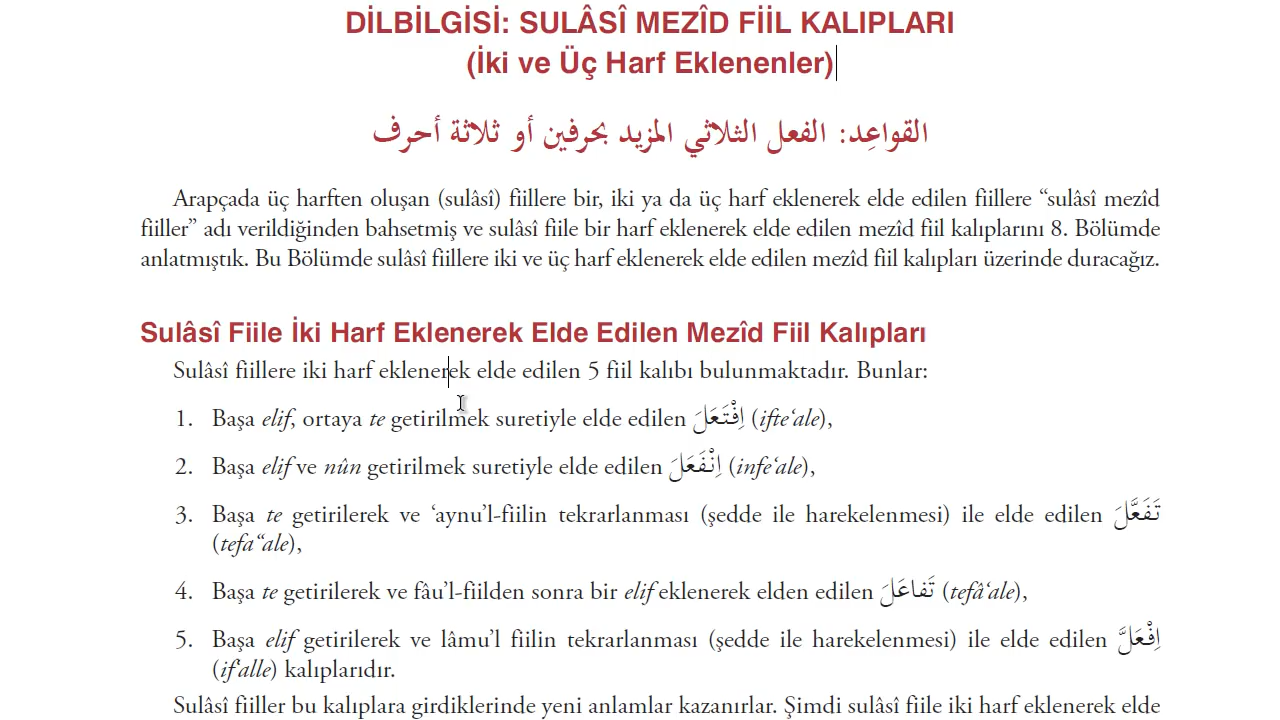 DİLBİLGİSİ: SULÂSÎ MEZÎD FİİL KALIPLARI
(İki ve Üç Harf Eklenenler)
القواعِد: الفعل الثلاثي المزيد بحرفين أو ثلاثة أحرف
Arapçada üç harften oluşan (sulâsî) fiillere bir, iki ya da üç harf eklenerek elde edilen fiillere “sulâsî mezîd
fiiller” adı verildiğinden bahsetmiş ve sulâsî fiile bir harf eklenerek elde edilen mezîd fiil kalıplarını 8. Bölümde
anlatmıştık. Bu Bölümde sulâsî fiillere iki ve üç harf eklenerek elde edilen mezîd fiil kalıpları üzerinde duracağız.
Sulâsî Fiile İki Harf Eklenerek Elde Edilen Mezîd Fiil Kalıpları
Sulâsî fiillere iki harf eklenerek elde edilen 5 fiil kalıbı bulunmaktadır. Bunlar:
1. Başa elif, ortaya te getirilmek suretiyle elde edilen اِفْتَعَلَ (ifte‘ale),
2. Başa elif ve nûn getirilmek suretiyle elde edilen اِنْفَعَلَ (infe‘ale),
3. Başa te getirilerek ve ‘aynu’l-fiilin tekrarlanması (şedde ile harekelenmesi) ile elde edilen تَفَعَّلَ
(tefa“ale),
4. Başa te getirilerek ve fâu’l-fiilden sonra bir elif eklenerek elden edilen تَفاعَلَ (tefâ‘ale),
5. Başa elif getirilerek ve lâmu’l fiilin tekrarlanması (şedde ile harekelenmesi) ile elde edilen اِفْعَلَّ
(if‘alle) kalıplarıdır.
Sulâsî fiiller bu kalıplara girdiklerinde yeni anlamlar kazanırlar. Şimdi sulâsî fiile iki harf eklenerek elde